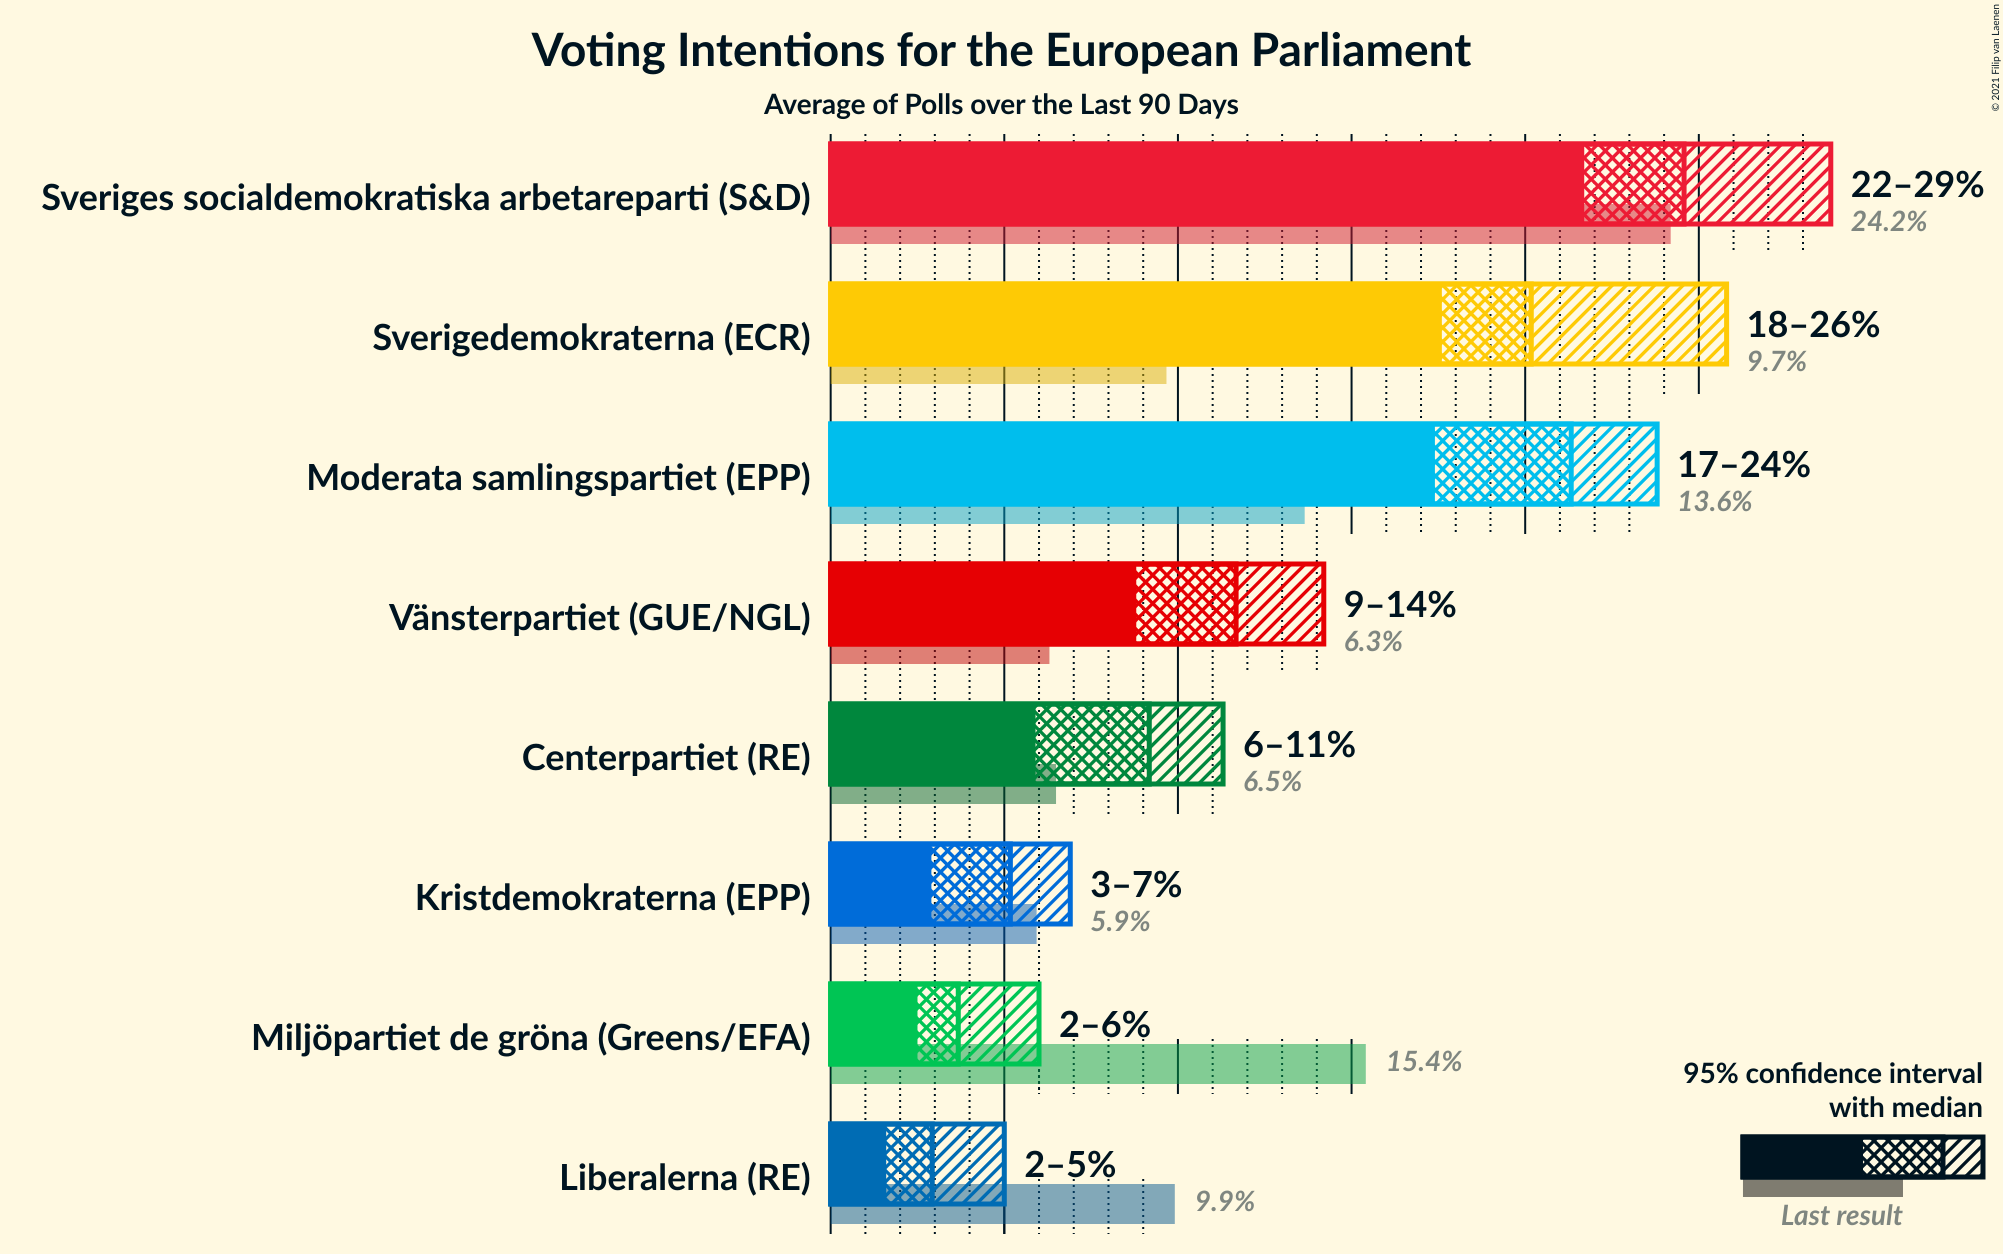 Voting Intentions for the European Parliament
Average of Polls over the Last 90 Days
© 2021 Filip van Laenen
Sveriges socialdemokratiska arbetareparti (S&D)
22–29%
24.2%
Sverigedemokraterna (ECR)
18–26%
9.7%
Moderata samlingspartiet (EPP)
17–24%
13.6%
Vänsterpartiet (GUE/NGL)
9–14%
6.3%
Centerpartiet (RE)
6–11%
6.5%
Kristdemokraterna (EPP)
3–7%
5.9%
Miljöpartiet de gröna (Greens/EFA)
2–6%
15.4%
Liberalerna (RE)
2–5%
9.9%
95% confidence interval
with median
Last result